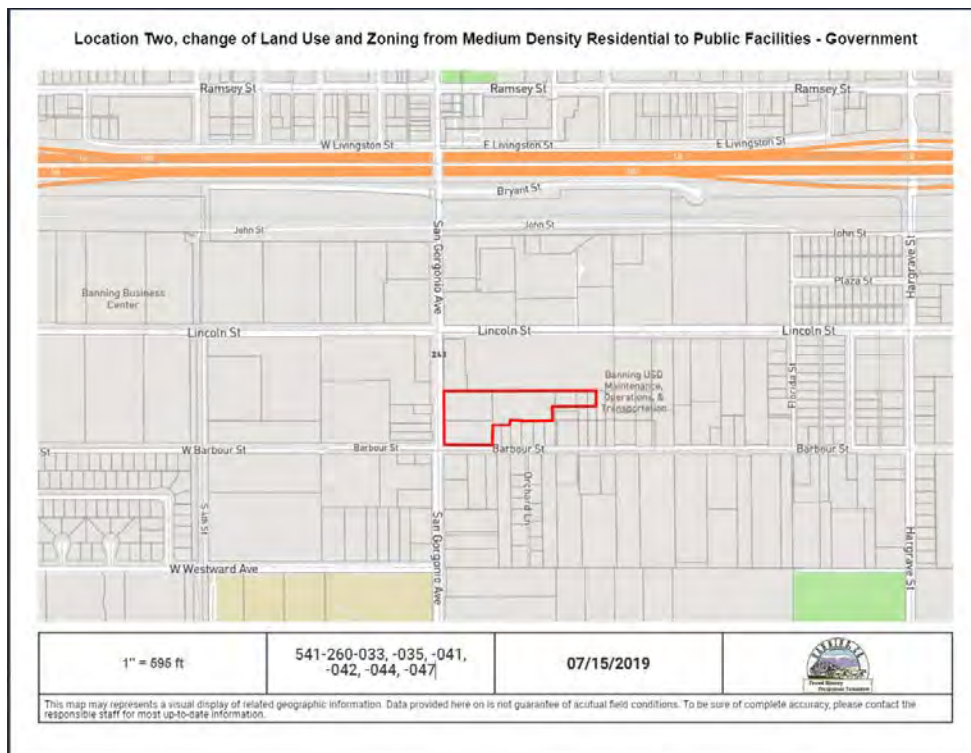 Location Two, change of Land Use and Zoning from Medium Density Residential to Public Facilities - Government
Ramsey St
Ramsey St
Ramsey St
W Livingston St
E Livingston St
E Livingston St
Bryant St
John St
John St
John St
San Gorgonio Ave
Hargrave St
Plaza St
Banning Business
Center
Lincoln St
Lincoln St
Lincoln St
243
Banning USD
Maintenance,
Operations, &
Transportation
Florida St
St
W Barbour St
Barbour St
Barbour St
Barbour St
S 4th St
Orchard Ln
San Gorgonio Ave
Hargrave St
W Westward Ave
1" = 595 ft
541-260-033, -035, -041,
-042, -044, -047
07/15/2019
This map may represents a visual display of related geographic information. Data provided here on is not guarantee of acutual field conditions. To be sure of complete accuracy, please contact the
responsible staff for most up-to-date information.